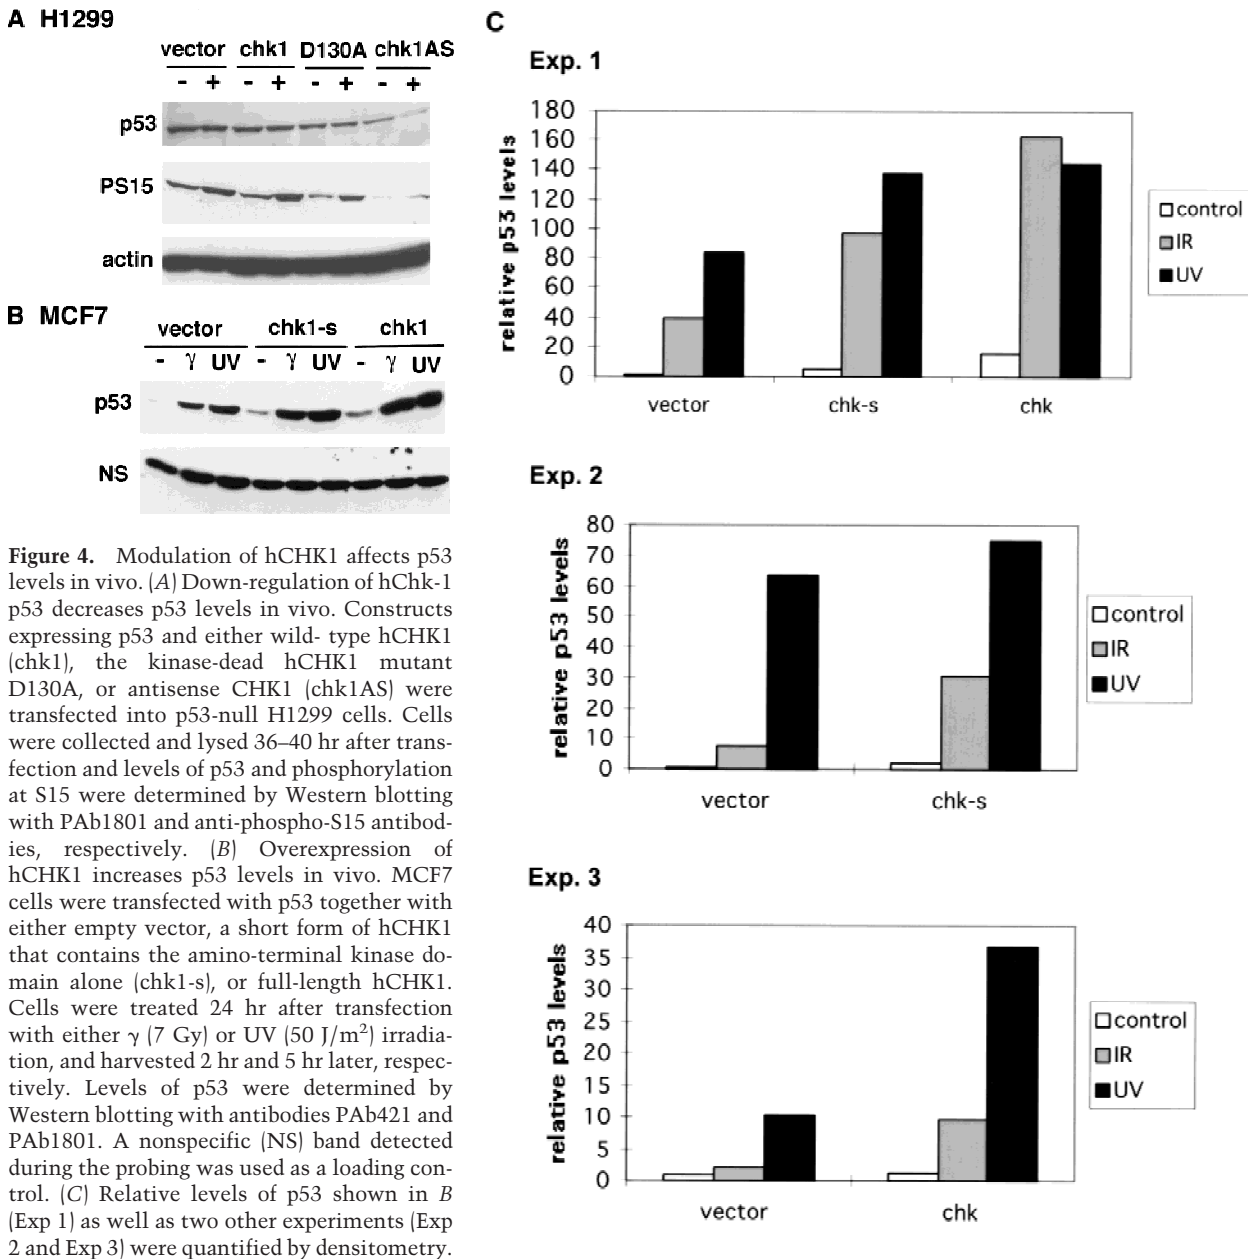 A H1299
vector chk1 D130A chk1AS
- + - + - + - +
p53
PS15
actin
B MCF7
vector chk1-s chk1
- γ UV - γ UV - γ UV
p53
NS
Figure 4. Modulation of hCHK1 affects p53
levels in vivo. (A) Down-regulation of hChk-1
p53 decreases p53 levels in vivo. Constructs
expressing p53 and either wild- type hCHK1
(chk1), the kinase-dead hCHK1 mutant
D130A, or antisense CHK1 (chk1AS) were
transfected into p53-null H1299 cells. Cells
were collected and lysed 36–40 hr after trans-
fection and levels of p53 and phosphorylation
at S15 were determined by Western blotting
with PAb1801 and anti-phospho-S15 antibod-
ies, respectively. (B) Overexpression of
hCHK1 increases p53 levels in vivo. MCF7
cells were transfected with p53 together with
either empty vector, a short form of hCHK1
that contains the amino-terminal kinase do-
main alone (chk1-s), or full-length hCHK1.
Cells were treated 24 hr after transfection
with either γ (7 Gy) or UV (50 J/m²) irradia-
tion, and harvested 2 hr and 5 hr later, respec-
tively. Levels of p53 were determined by
Western blotting with antibodies PAb421 and
PAb1801. A nonspecific (NS) band detected
during the probing was used as a loading con-
trol. (C) Relative levels of p53 shown in B
(Exp 1) as well as two other experiments (Exp
2 and Exp 3) were quantified by densitometry.
C
Exp. 1
relative p53 levels
180
160
140
120
100
80
60
40
20
0
vector chk-s chk
control
IR
UV
Exp. 2
relative p53 levels
80
70
60
50
40
30
20
10
0
vector chk-s
control
IR
UV
Exp. 3
relative p53 levels
40
35
30
25
20
15
10
5
0
vector chk
control
IR
UV